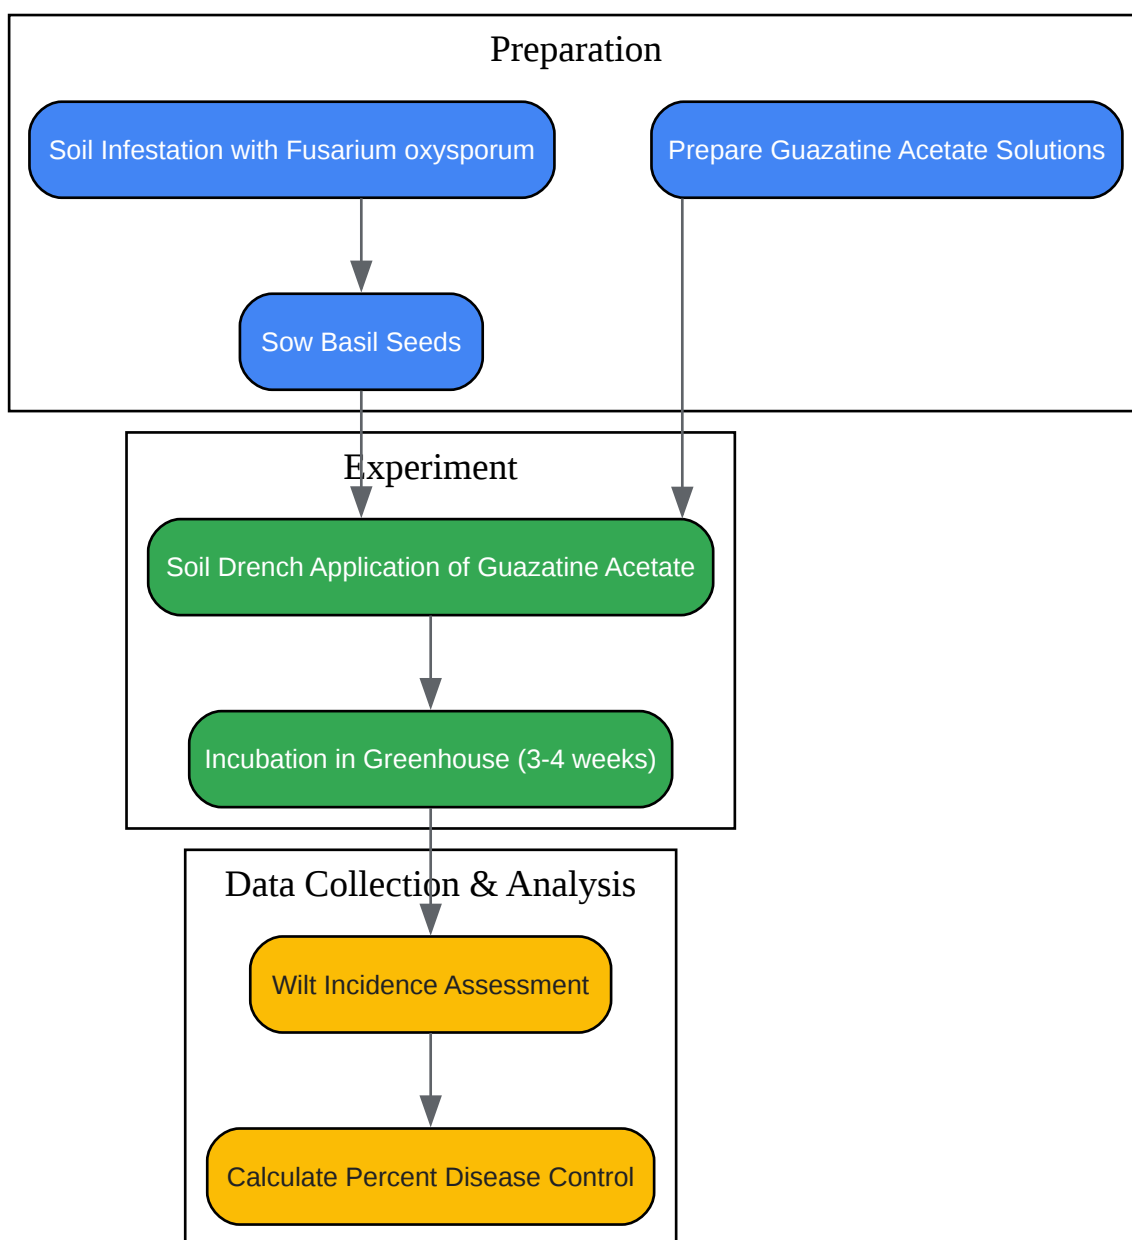 Preparation
Soil Infestation with Fusarium oxysporum
Prepare Guazatine Acetate Solutions
Sow Basil Seeds
Experiment
Soil Drench Application of Guazatine Acetate
Incubation in Greenhouse (3-4 weeks)
Data Collection & Analysis
Wilt Incidence Assessment
Calculate Percent Disease Control